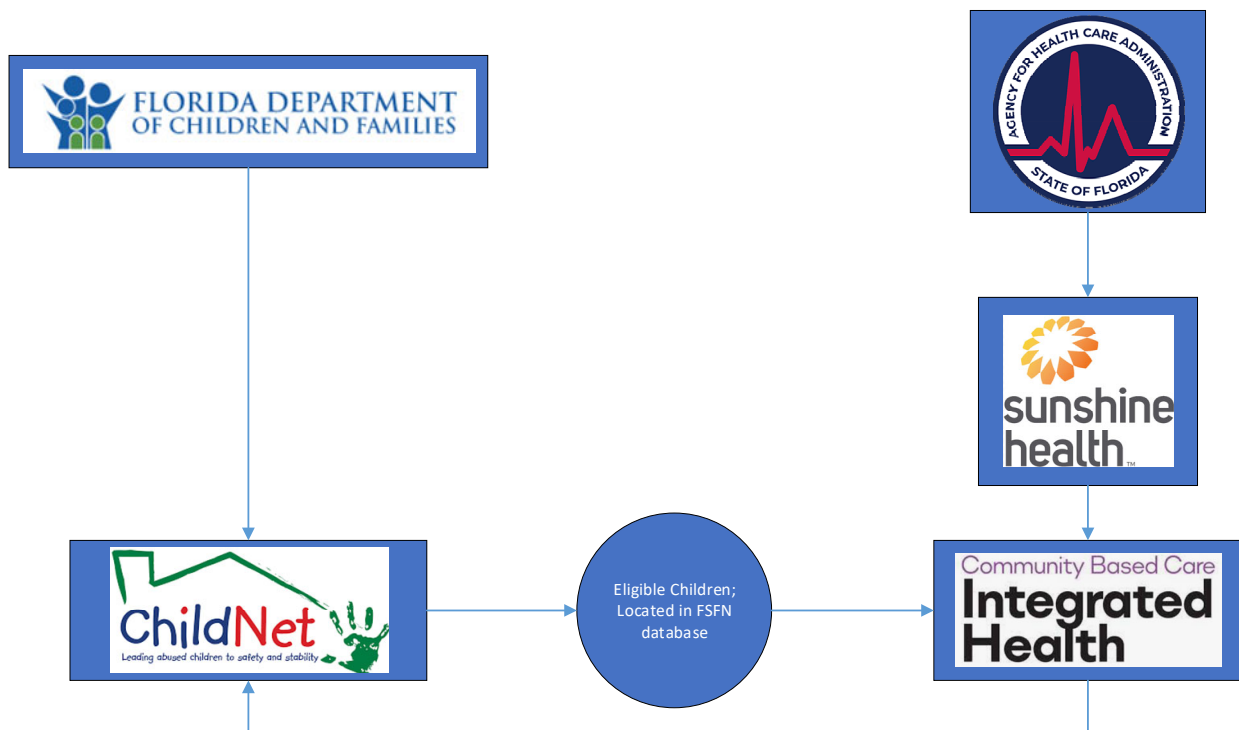 FLORIDA DEPARTMENT
OF CHILDREN AND FAMILIES
AGENCY FOR HEALTH CARE ADMINISTRATION
STATE OF FLORIDA
sunshine
health™
ChildNet
Leading abused children to safety and stability
Eligible Children;
Located in FSFN
database
Community Based Care
Integrated
Health